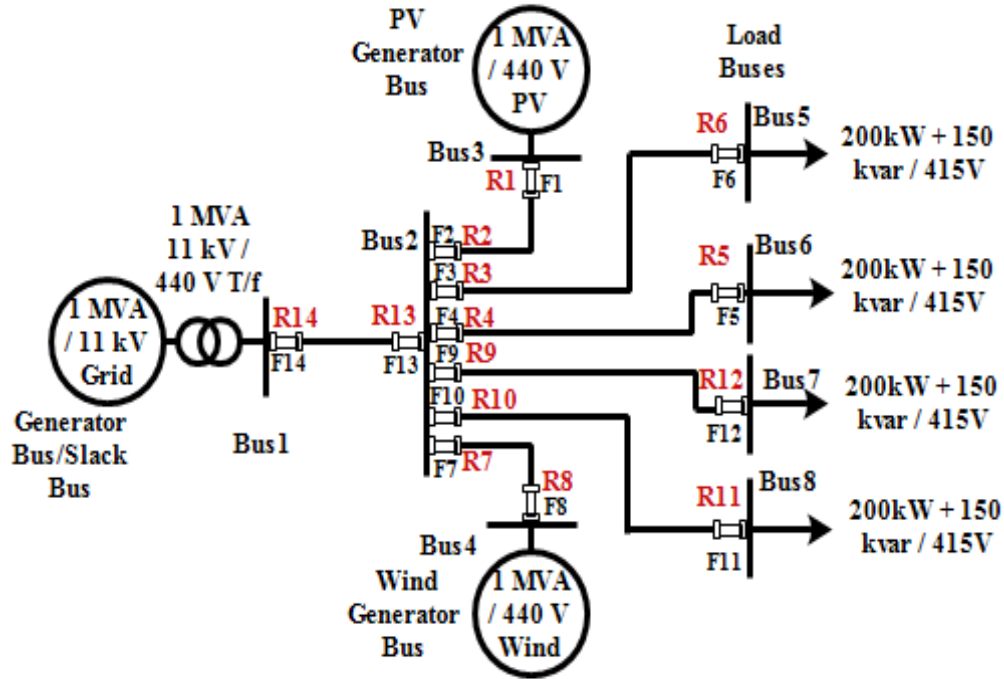 PV
Generator
Bus
1 MVA
/ 440 V
PV
Load
Buses
Bus3
R1
F1
R6
F6
Bus5
200kW + 150
kvar / 415V
1 MVA
11 kV /
440 V T/f
Bus2
F2
R2
F3
R3
R5
F5
Bus6
200kW + 150
kvar / 415V
1 MVA
/ 11 kV
Grid
R14
F14
R13
F13
F4
R4
F9
R9
R12
F12
Bus7
200kW + 150
kvar / 415V
Generator
Bus/Slack
Bus
Bus1
F10
R10
F7
R7
R8
F8
R11
F11
Bus8
200kW + 150
kvar / 415V
Bus4
Wind
Generator
Bus
1 MVA
/ 440 V
Wind